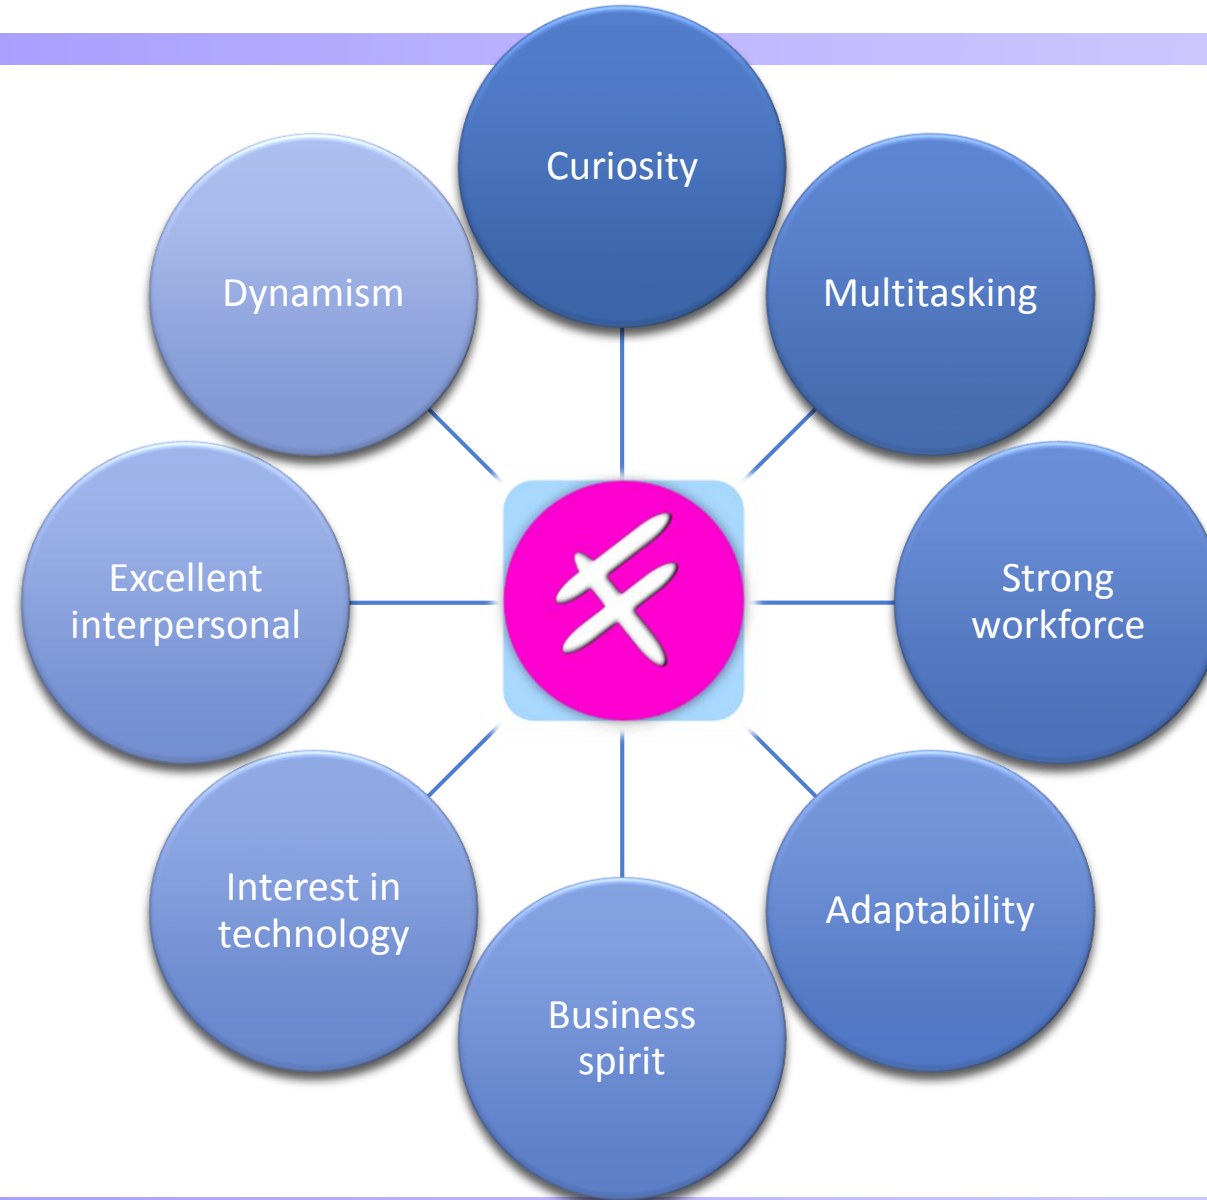 Curiosity
Multitasking
Strong
workforce
Adaptability
Business
spirit
Interest in
technology
Excellent
interpersonal
Dynamism